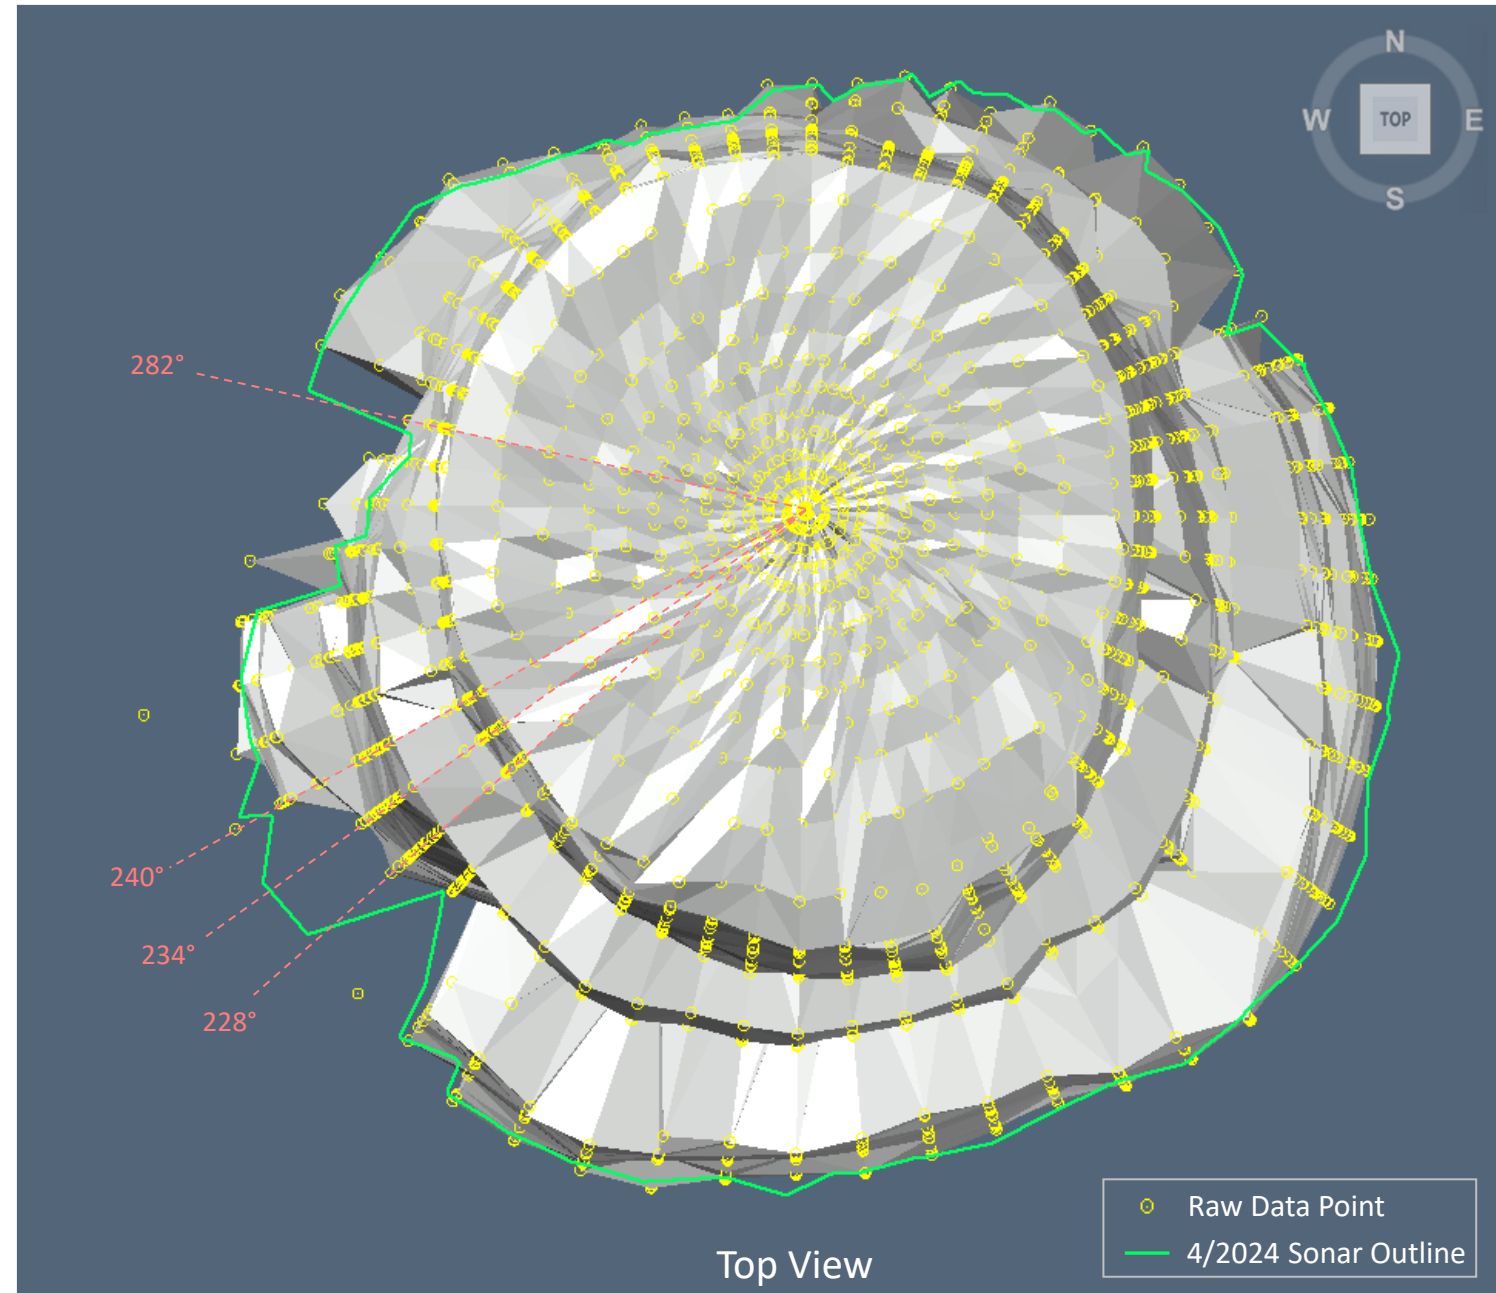 N
W TOP E
S
282°
240°
234°
228°
Raw Data Point
4/2024 Sonar Outline
Top View